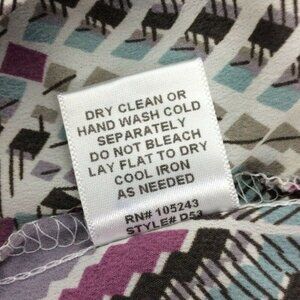 DRY CLEAN OR
HAND WASH COLD
SEPARATELY
DO NOT BLEACH
LAY FLAT TO DRY
COOL IRON
AS NEEDED
RN# 105243
STYLE# D53